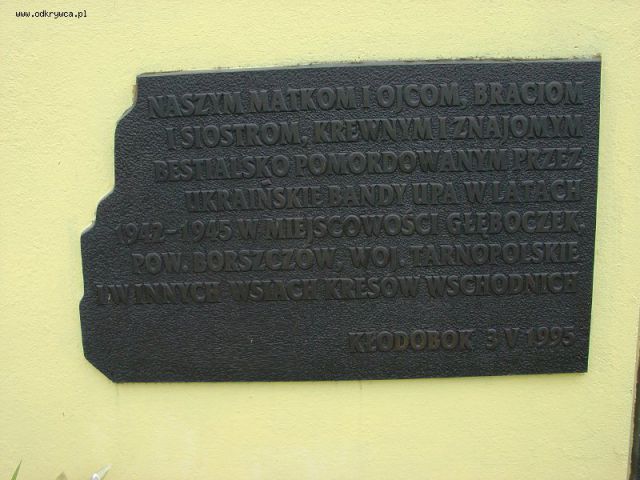 www.odkrywca.pl
NASZYM MATKOM I OJCOM, BRACIOM
I SIOSTROM, KREWNYM I ZNAJOMYM
BESTIALSKO POMORDOWANYM PRZEZ
UKRAIŃSKIE BANDY UPA W LATACH
1942-1945 W MIEJSCOWOŚCI GŁĘBOCZEK,
POW. BORSZCZÓW, WOJ. TARNOPOLSKIE
I W INNYCH WSIACH KRESÓW WSCHODNICH
KŁODOBOK 3 V 1995